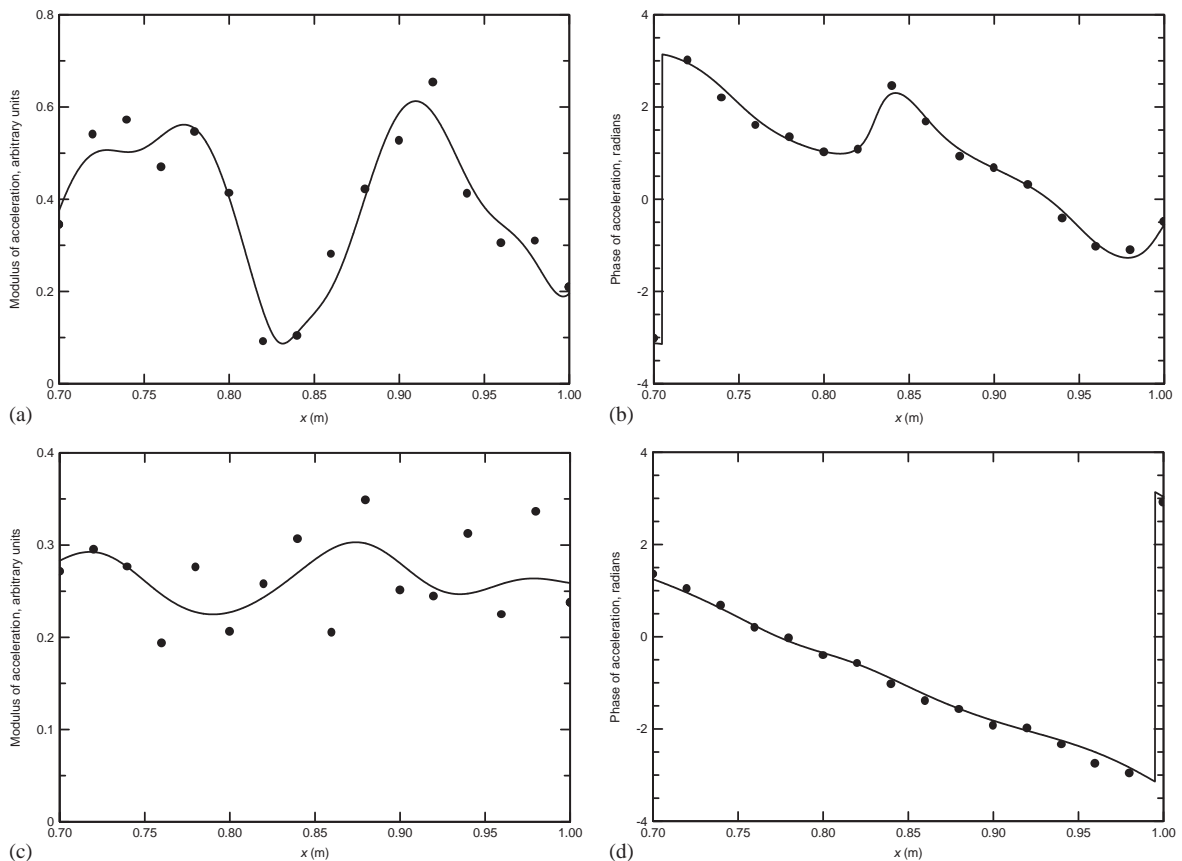 0.8
0.6
0.4
0.2
0
Modulus of acceleration, arbitrary units
0.70 0.75 0.80 0.85 0.90 0.95 1.00
x (m)
(a)
4
2
0
-2
-4
Phase of acceleration, radians
0.70 0.75 0.80 0.85 0.90 0.95 1.00
x (m)
(b)
0.4
0.3
0.2
0.1
0
Modulus of acceleration, arbitrary units
0.70 0.75 0.80 0.85 0.90 0.95 1.00
x (m)
(c)
4
2
0
-2
-4
Phase of acceleration, radians
0.70 0.75 0.80 0.85 0.90 0.95 1.00
x (m)
(d)